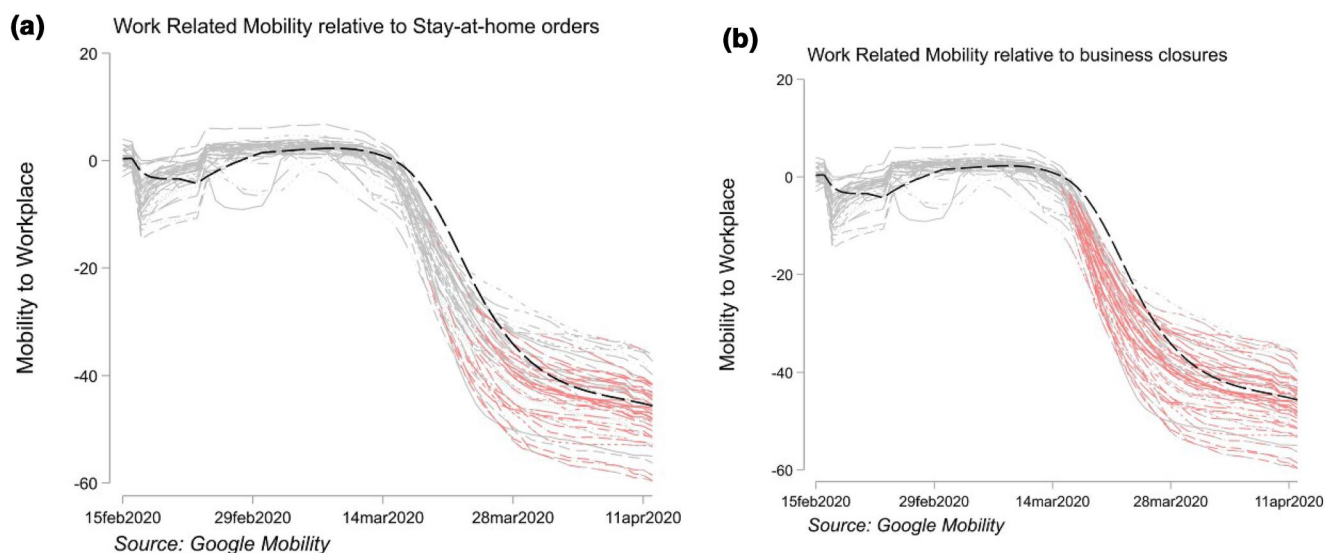 (a)
Work Related Mobility relative to Stay-at-home orders
Mobility to Workplace
20
0
-20
-40
-60
15feb2020
29feb2020
14mar2020
28mar2020
11apr2020
Source: Google Mobility
(b)
Work Related Mobility relative to business closures
Mobility to Workplace
20
0
-20
-40
-60
15feb2020
29feb2020
14mar2020
28mar2020
11apr2020
Source: Google Mobility